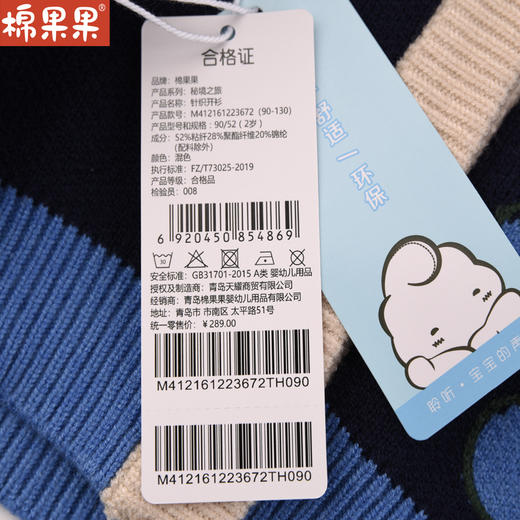 棉果果®
合格证
品牌：棉果果
产品系列：秘境之旅
产品名称：针织开衫
产品款号：M412161223672 (90-130)
产品型号和规格：90/52 ( 2岁 )
成分：52%粘纤28%聚酯纤维20%锦纶
(配料除外)
颜色：混色
执行标准：FZ/T73025-2019
产品等级：合格品
检验员：008
6 920450 854869
30
安全标准：GB31701-2015 A类 婴幼儿用品
授权及制造商：青岛天耀商贸有限公司
经销商：青岛棉果果婴幼儿用品有限公司
地址：青岛市 市南区 太平路51号
统一零售价：¥289.00
M412161223672TH090
M412161223672TH090
舒适 | 环保
聆听·宝宝的